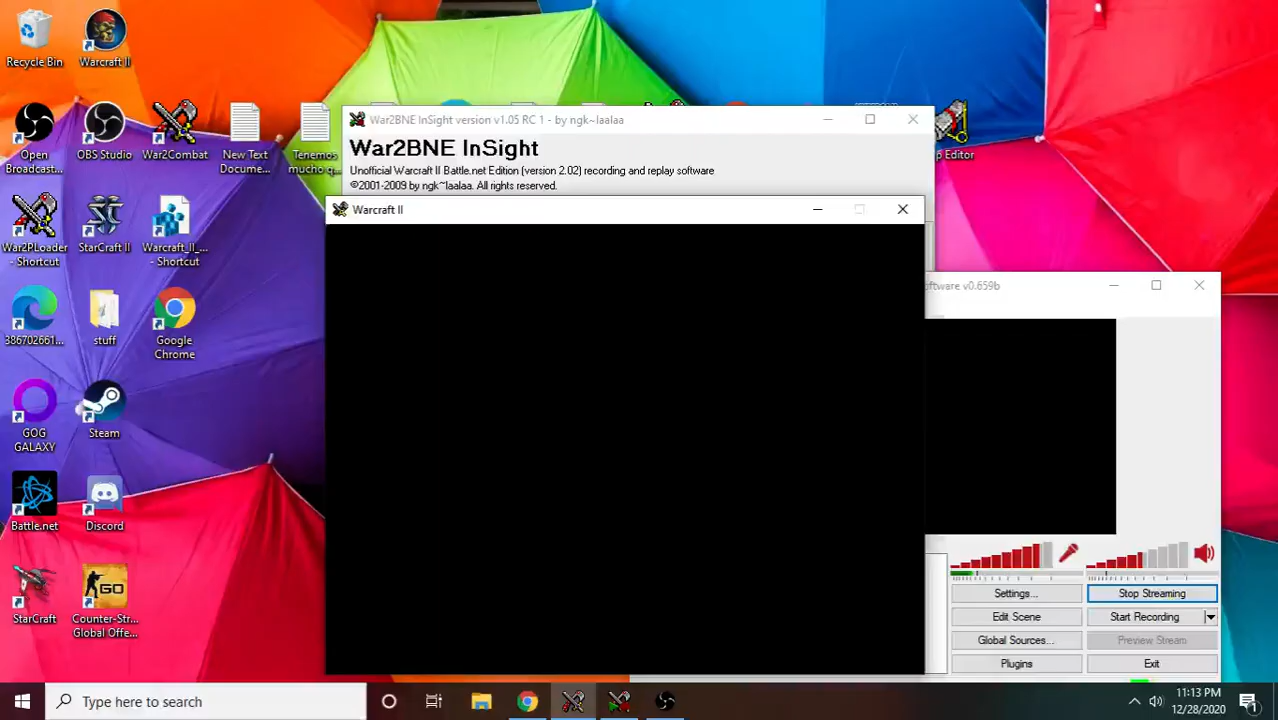 Recycle Bin
Warcraft II
Open
Broadcast...
OBS Studio
War2Combat
New Text
Docume...
Tenemos
mucho q...
p Editor
War2PLoader
- Shortcut
StarCraft II
Warcraft_II_...
- Shortcut
386702661...
stuff
Google
Chrome
GOG
GALAXY
Steam
Battle.net
Discord
StarCraft
GO
Counter-Str...
Global Offe...
War2BNE InSight version v1.05 RC 1 - by ngk~laalaa
War2BNE InSight
Unofficial Warcraft II Battle.net Edition (version 2.02) recording and replay software
©2001-2009 by ngk~laalaa. All rights reserved.
Warcraft II
oftware v0.659b
Settings...
Stop Streaming
Edit Scene
Start Recording
Global Sources...
Preview Stream
Plugins
Exit
Type here to search
11:13 PM
12/28/2020
1